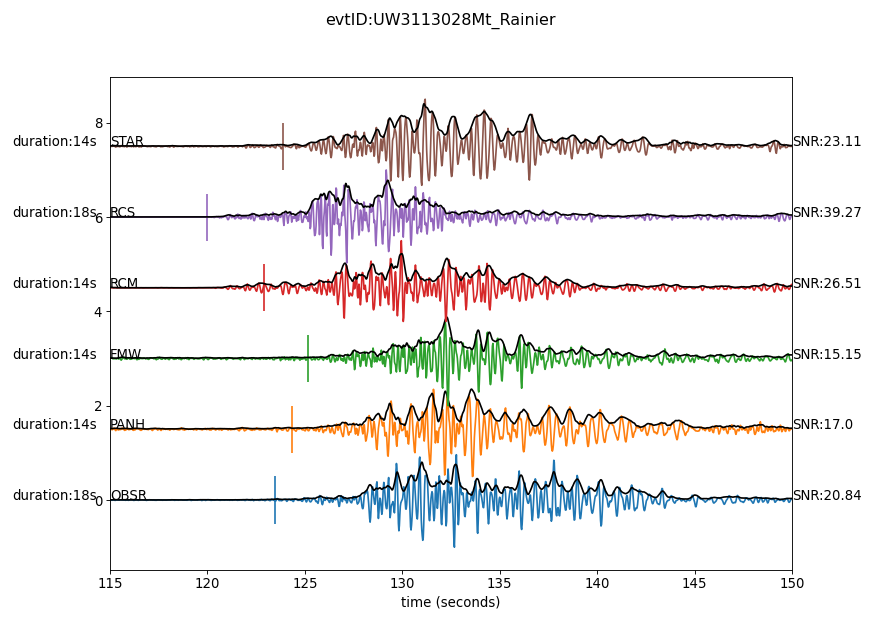 evtID:UW3113028Mt_Rainier
8
duration:14s STAR SNR:23.11
duration:18s RCS SNR:39.27
6
duration:14s RCM SNR:26.51
4
duration:14s FMW SNR:15.15
2
duration:14s PANH SNR:17.0
duration:18s OBSR SNR:20.84
0
115 120 125 130 135 140 145 150
time (seconds)